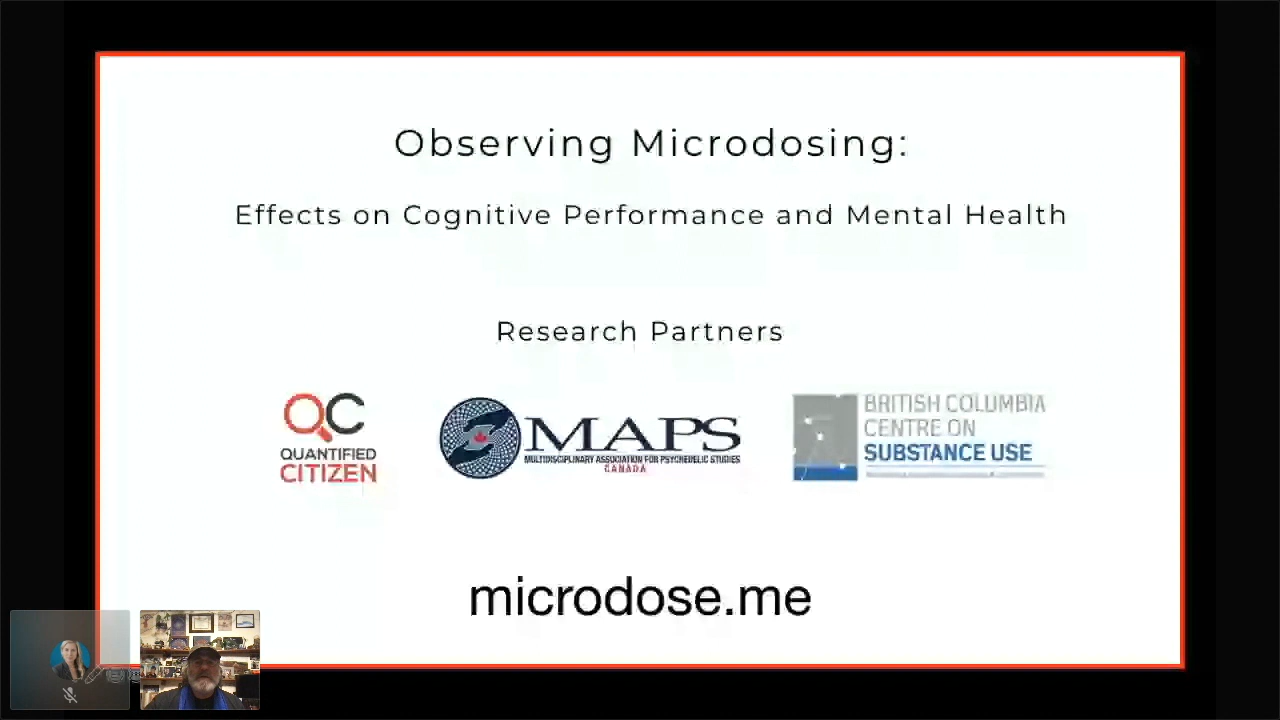 Observing Microdosing:
Effects on Cognitive Performance and Mental Health
Research Partners
QC
QUANTIFIED
CITIZEN
MAPS
MULTIDISCIPLINARY ASSOCIATION FOR PSYCHEDELIC STUDIES
CANADA
BRITISH COLUMBIA
CENTRE ON
SUBSTANCE USE
microdose.me